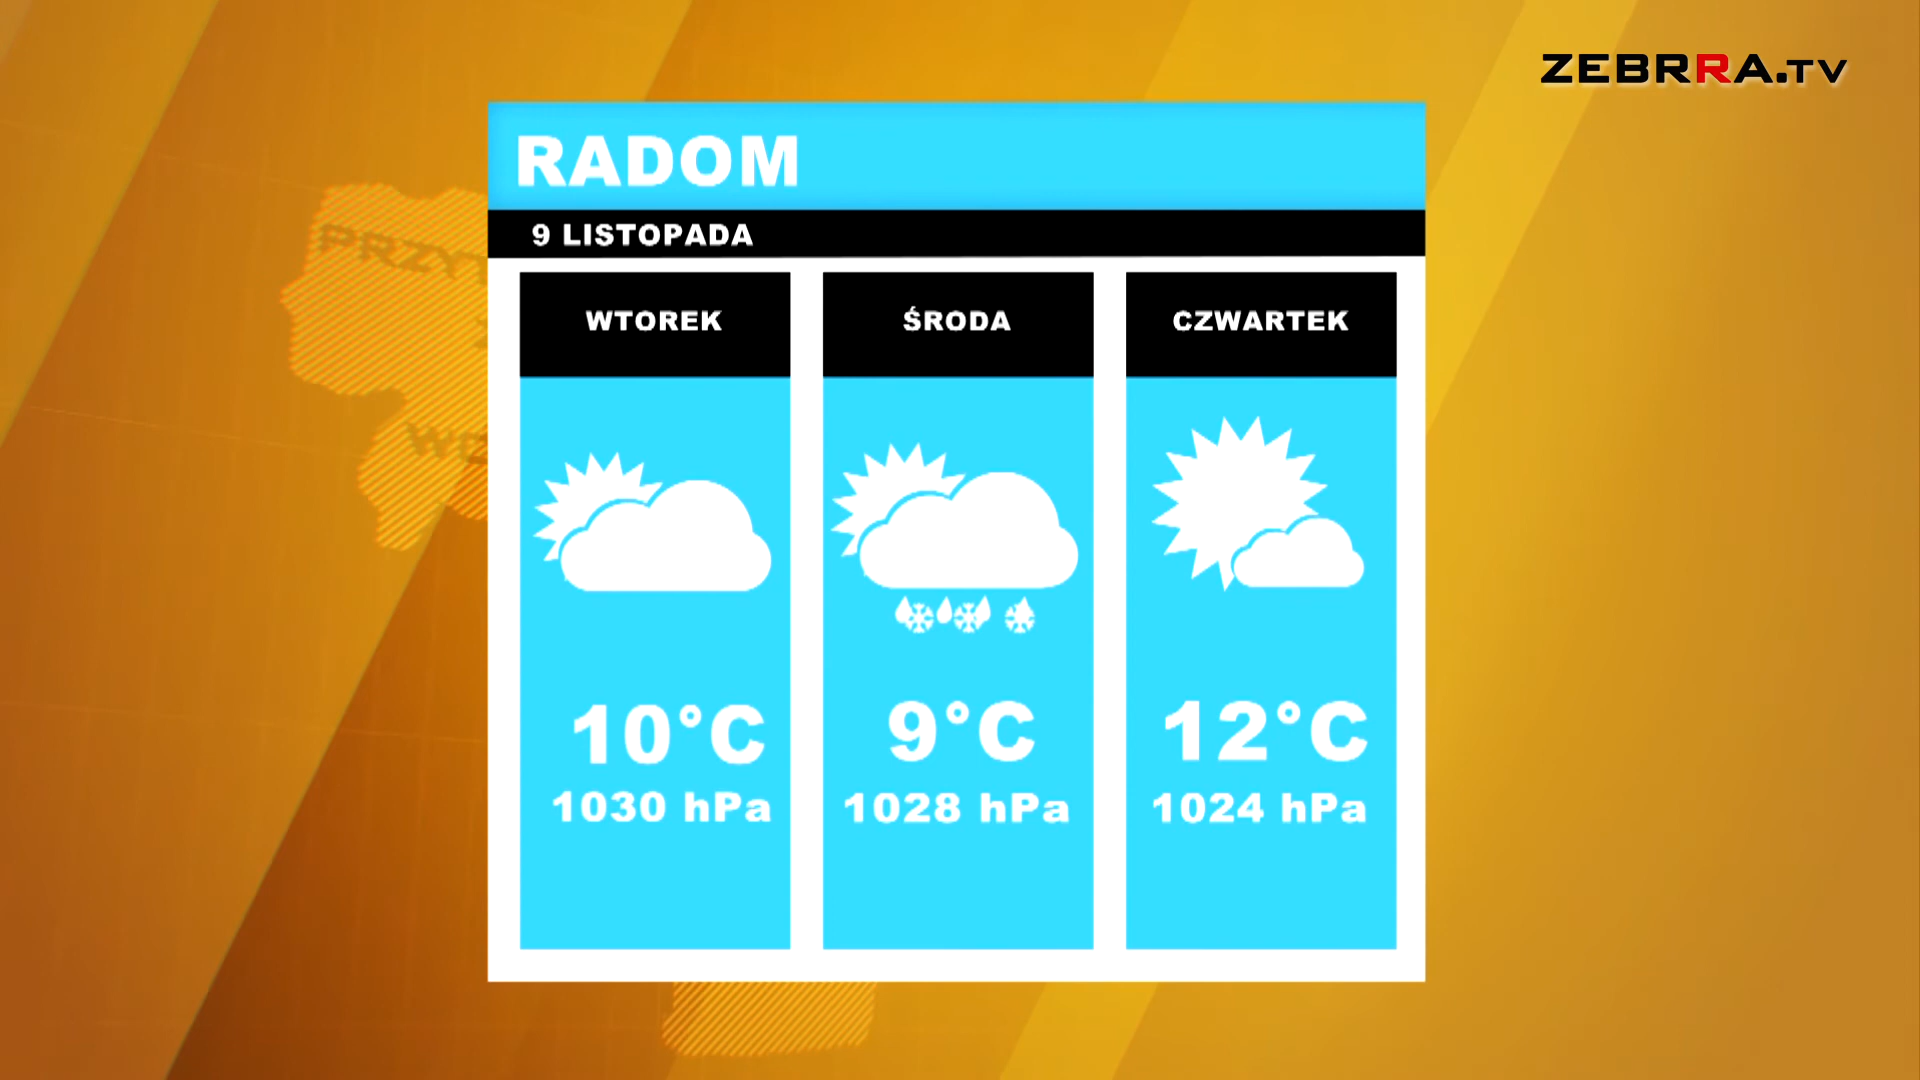 ZEBRRA.TV
RADOM
9 LISTOPADA
WTOREK
ŚRODA
CZWARTEK
10°C
9°C
12°C
1030 hPa
1028 hPa
1024 hPa